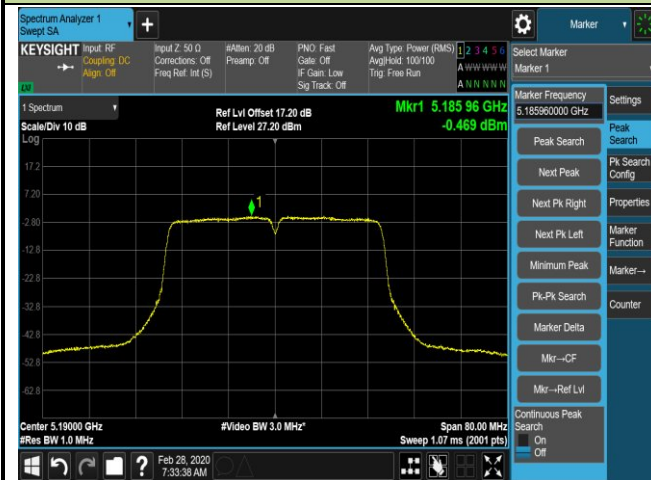 Spectrum Analyzer 1
Swept SA
+
Marker
KEYSIGHT
Input: RF
Coupling: DC
Align: Off
Input Z: 50 Ω
Corrections: Off
Freq Ref: Int (S)
#Atten: 20 dB
Preamp: Off
PNO: Fast
Gate: Off
IF Gain: Low
Sig Track: Off
Avg Type: Power (RMS)
Avg|Hold: 100/100
Trig: Free Run
1 2 3 4 5 6
A W W W W W
A N N N N N
Select Marker
Marker 1
1 Spectrum
Scale/Div 10 dB
Log
Ref Lvl Offset 17.20 dB
Ref Level 27.20 dBm
Mkr1 5.185 96 GHz
-0.469 dBm
17.2
7.20
-2.80
-12.8
-22.8
-32.8
-42.8
-52.8
-62.8
1
Center 5.19000 GHz
#Res BW 1.0 MHz
#Video BW 3.0 MHz*
Span 80.00 MHz
Sweep 1.07 ms (2001 pts)
Marker Frequency
5.185960000 GHz
Peak Search
Next Peak
Next Pk Right
Next Pk Left
Minimum Peak
Pk-Pk Search
Marker Delta
Mkr→CF
Mkr→Ref Lvl
Continuous Peak
Search
On
Off
Settings
Peak
Search
Pk Search
Config
Properties
Marker
Function
Marker→
Counter
?
Feb 28, 2020
7:33:38 AM